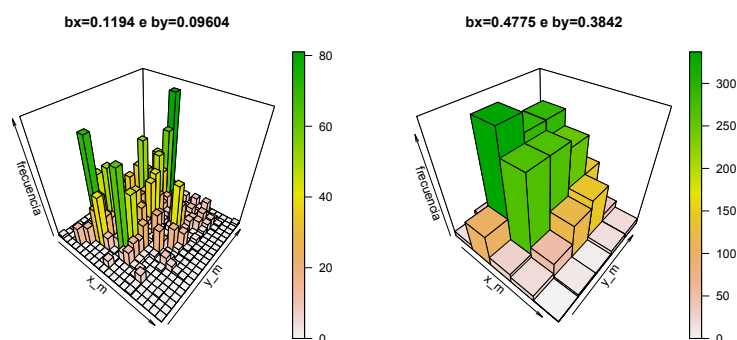 bx=0.1194 e by=0.09604
frecuencia
x_m
y_m
80
60
40
20
0
bx=0.4775 e by=0.3842
frecuencia
x_m
y_m
300
250
200
150
100
50
0